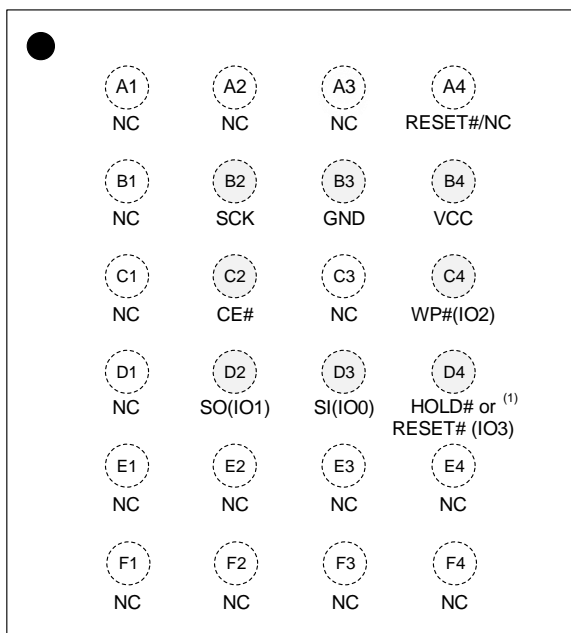 A1 A2 A3 A4
NC NC NC RESET#/NC
B1 B2 B3 B4
NC SCK GND VCC
C1 C2 C3 C4
NC CE# NC WP#(IO2)
D1 D2 D3 D4
NC SO(IO1) SI(IO0) HOLD# or (1)
RESET# (IO3)
E1 E2 E3 E4
NC NC NC NC
F1 F2 F3 F4
NC NC NC NC